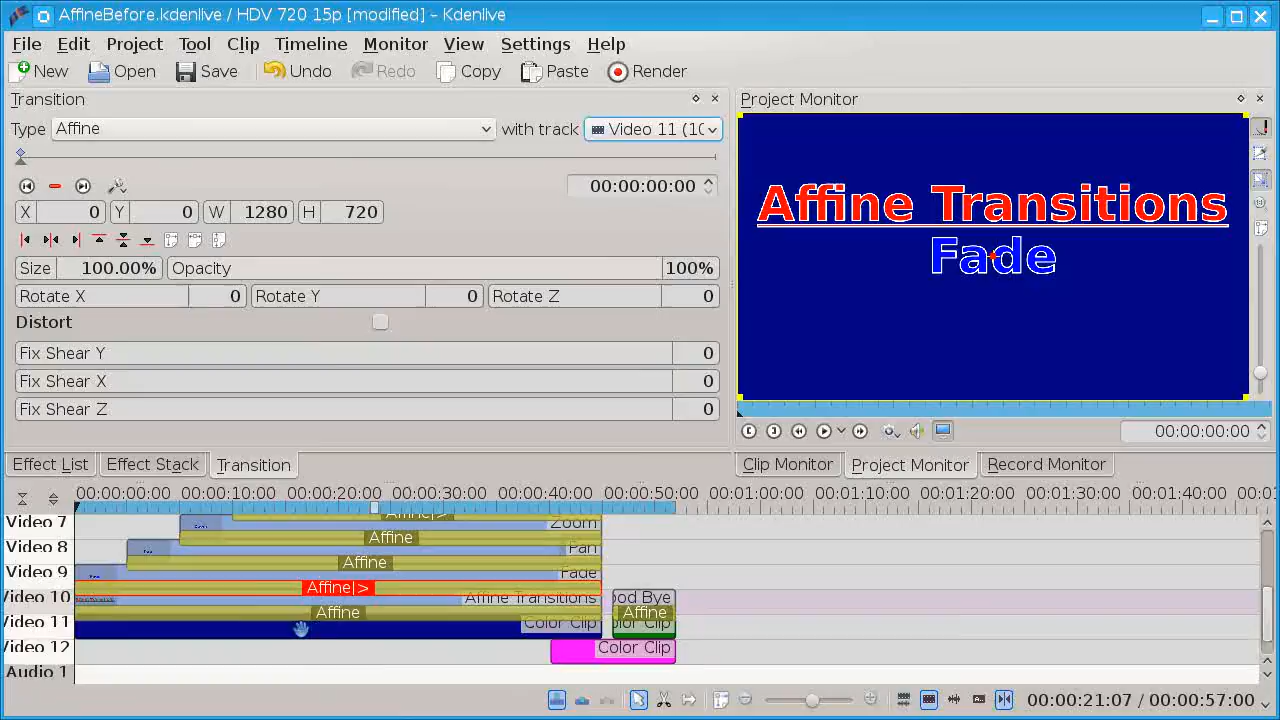 AffineBefore.kdenlive / HDV 720 15p [modified] – Kdenlive
File Edit Project Tool Clip Timeline Monitor View Settings Help
New Open Save Undo Redo Copy Paste Render
Transition
Project Monitor
Type Affine with track Video 11 (10
Affine Transitions
Fade
00:00:00:00
X 0 Y 0 W 1280 H 720
Size 100.00% Opacity 100%
Rotate X 0 Rotate Y 0 Rotate Z 0
Distort
Fix Shear Y 0
Fix Shear X 0
Fix Shear Z 0
00:00:00:00
Effect List Effect Stack Transition
Clip Monitor Project Monitor Record Monitor
00:00:00:00 00:00:10:00 00:00:20:00 00:00:30:00 00:00:40:00 00:00:50:00 00:01:00:00 00:01:10:00 00:01:20:00 00:01:30:00 00:01:40:00
Video 7 Affine|> Zoom
Affine
Video 8 Pan
Affine
Video 9 Fade
Affine|>
Video 10 Affine Transitions ood Bye
Affine Affine
Video 11 Color Clip olor Clip
Video 12 Color Clip
Audio 1
00:00:21:07 / 00:00:57:00